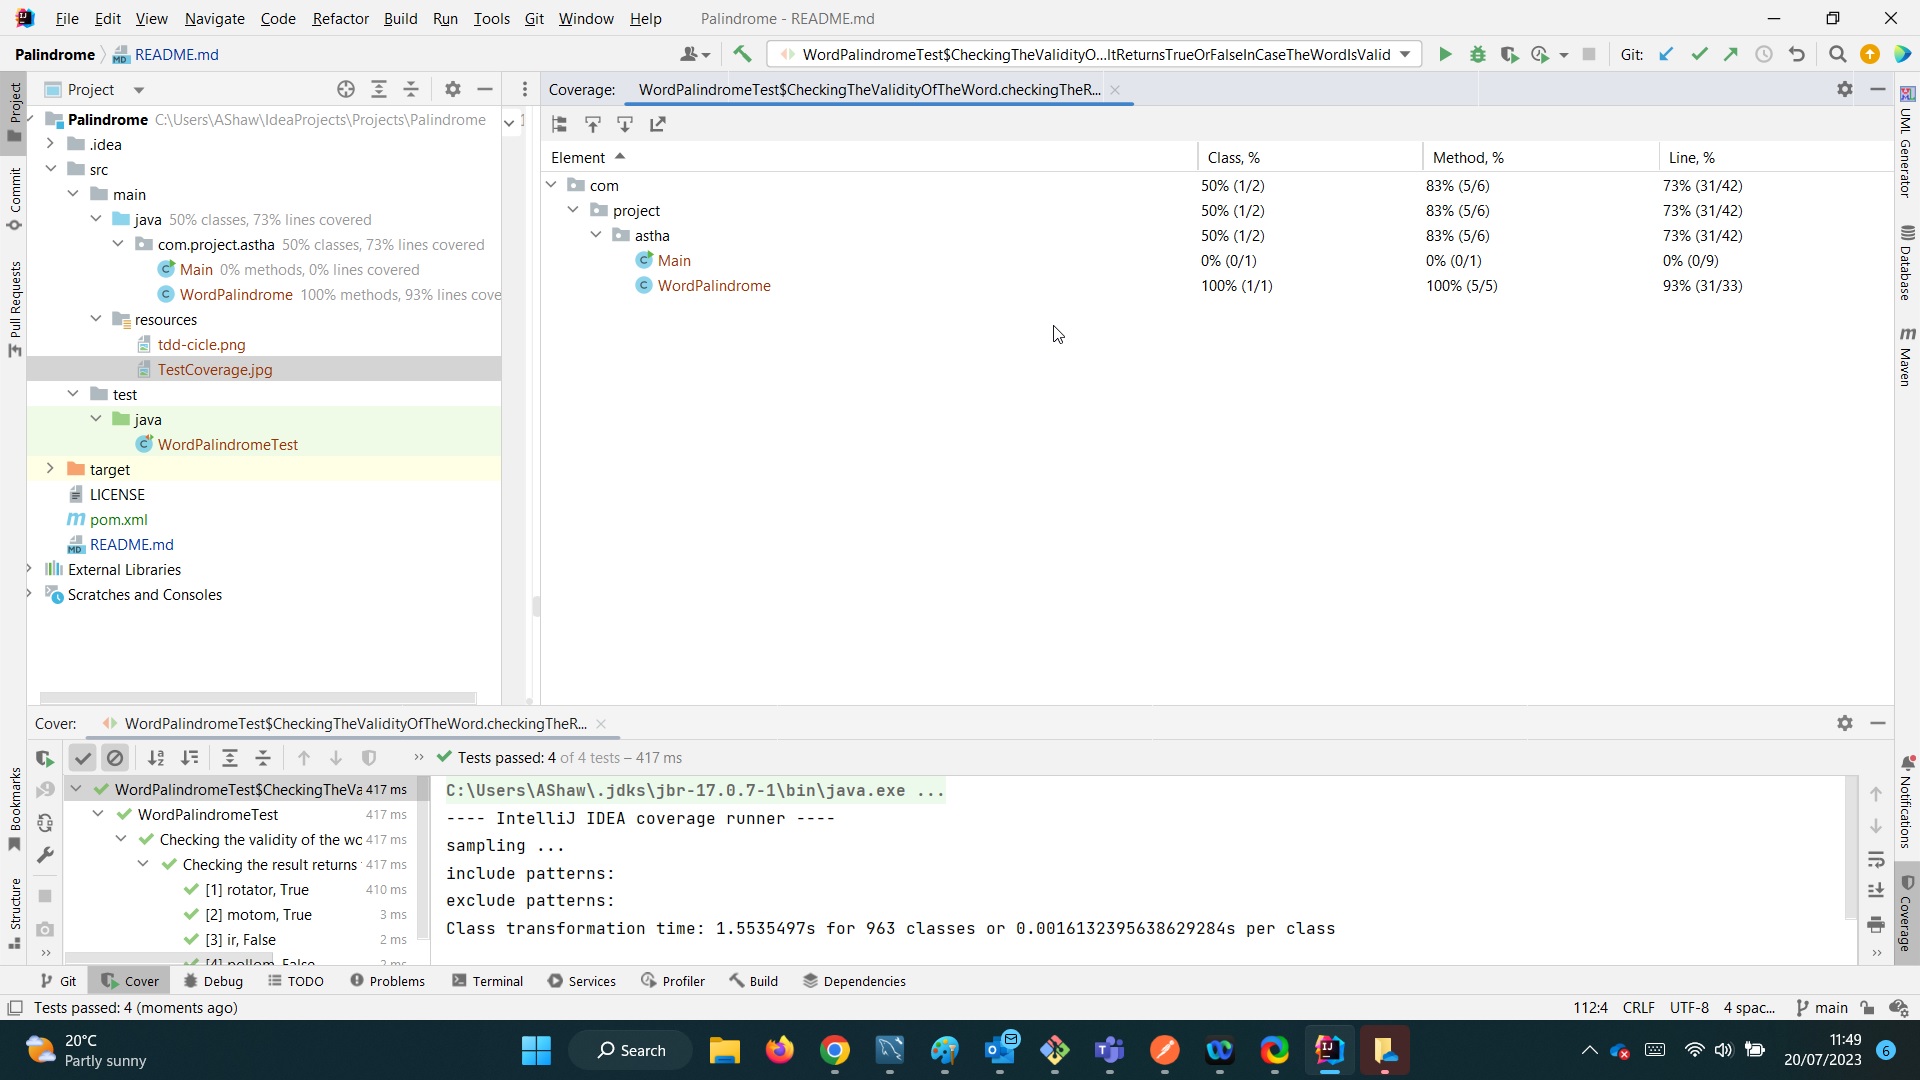 File Edit View Navigate Code Refactor Build Run Tools Git Window Help Palindrome - README.md
Palindrome README.md WordPalindromeTest$CheckingTheValidityO...ltReturnsTrueOrFalseInCaseTheWordIsValid Git:
Project
Coverage: WordPalindromeTest$CheckingTheValidityOfTheWord.checkingTheR...
Palindrome C:\Users\AShaw\IdeaProjects\Projects\Palindrome
.idea
src
main
java 50% classes, 73% lines covered
com.project.astha 50% classes, 73% lines covered
Main 0% methods, 0% lines covered
WordPalindrome 100% methods, 93% lines cove
resources
tdd-cicle.png
TestCoverage.jpg
test
java
WordPalindromeTest
target
LICENSE
pom.xml
README.md
External Libraries
Scratches and Consoles
Element Class, % Method, % Line, %
com 50% (1/2) 83% (5/6) 73% (31/42)
project 50% (1/2) 83% (5/6) 73% (31/42)
astha 50% (1/2) 83% (5/6) 73% (31/42)
Main 0% (0/1) 0% (0/1) 0% (0/9)
WordPalindrome 100% (1/1) 100% (5/5) 93% (31/33)
Project
Commit
Pull Requests
Bookmarks
Structure
UML Generator
Database
Maven
Notifications
Coverage
Cover: WordPalindromeTest$CheckingTheValidityOfTheWord.checkingTheR...
Tests passed: 4 of 4 tests – 417 ms
WordPalindromeTest$CheckingTheVa 417 ms
WordPalindromeTest 417 ms
Checking the validity of the wo 417 ms
Checking the result returns 417 ms
[1] rotator, True 410 ms
[2] motom, True 3 ms
[3] ir, False 2 ms
[4] pollom, False 2 ms
C:\Users\AShaw\.jdks\jbr-17.0.7-1\bin\java.exe ...
---- IntelliJ IDEA coverage runner ----
sampling ...
include patterns:
exclude patterns:
Class transformation time: 1.5535497s for 963 classes or 0.0016132395638629284s per class
Git Cover Debug TODO Problems Terminal Services Profiler Build Dependencies
Tests passed: 4 (moments ago) 112:4 CRLF UTF-8 4 spac... main
20°C
Partly sunny
Search
11:49
20/07/2023
6